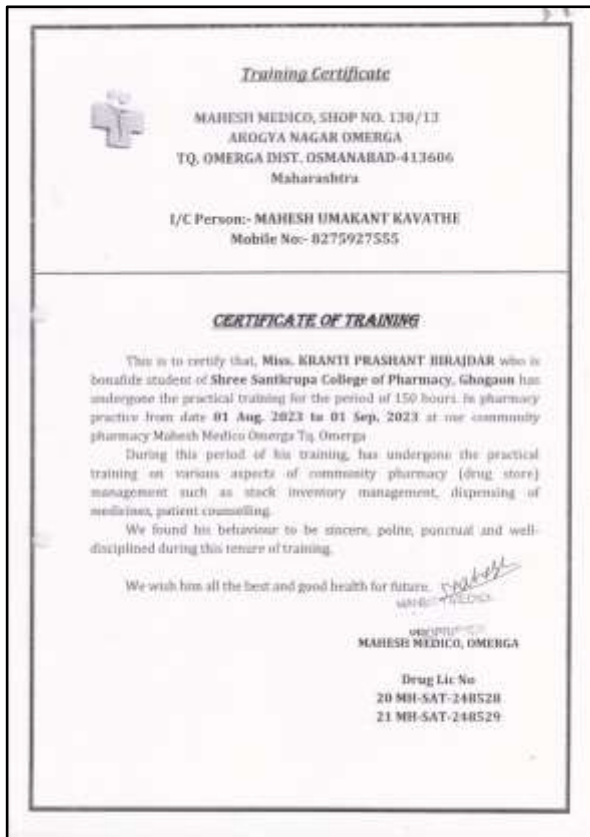 Training Certificate
MAHESH MEDICO, SHOP NO. 130/13
AROGYA NAGAR OMERGA
TQ. OMERGA DIST. OSMANABAD-413606
Maharashtra
I/C Person:- MAHESH UMAKANT KAVATHE
Mobile No:- 8275927555
CERTIFICATE OF TRAINING
This is to certify that, Miss. KRANTI PRASHANT BIRAJDAR who is
bonafide student of Shree Santkrupa College of Pharmacy, Ghogaon has
undergone the practical training for the period of 150 hours. In pharmacy
practice from date 01 Aug. 2023 to 01 Sep. 2023 at our community
pharmacy Mahesh Medico Omerga Tq. Omerga
During this period of his training, has undergone the practical
training on various aspects of community pharmacy (drug store)
management such as stock inventory management, dispensing of
medicines, patient counselling.
We found his behaviour to be sincere, polite, punctual and well-
disciplined during this tenure of training.
We wish him all the best and good health for future.
MAHESH MEDICO
MAHESH MEDICO, OMERGA
Drug Lic No
20 MH-SAT-248528
21 MH-SAT-248529